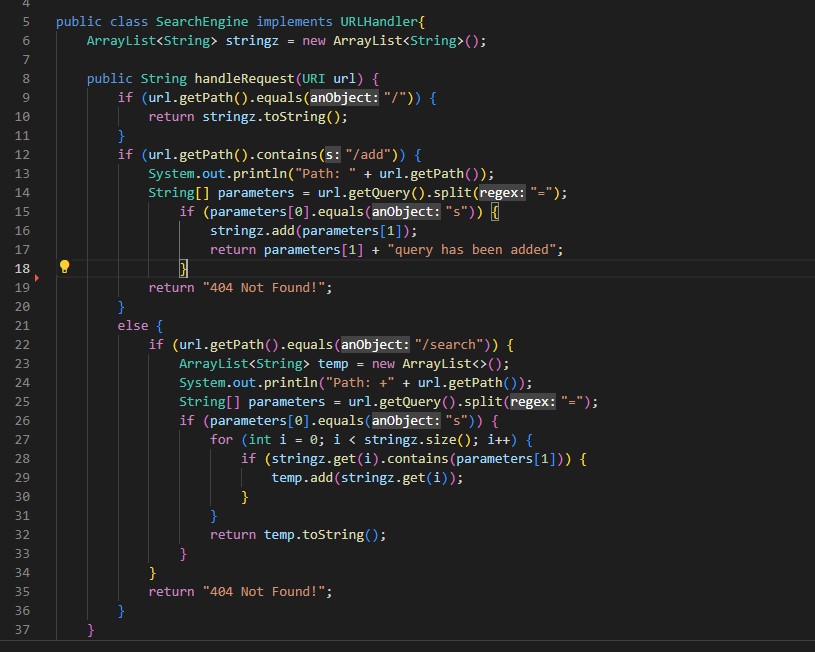 4
5 public class SearchEngine implements URLHandler{
6 ArrayList<String> stringz = new ArrayList<String>();
7
8 public String handleRequest(URI url) {
9 if (url.getPath().equals(anObject: "/")) {
10 return stringz.toString();
11 }
12 if (url.getPath().contains(s: "/add")) {
13 System.out.println("Path: " + url.getPath());
14 String[] parameters = url.getQuery().split(regex: "=");
15 if (parameters[0].equals(anObject: "s")) {
16 stringz.add(parameters[1]);
17 return parameters[1] + "query has been added";
18 }
19 return "404 Not Found!";
20 }
21 else {
22 if (url.getPath().equals(anObject: "/search")) {
23 ArrayList<String> temp = new ArrayList<>();
24 System.out.println("Path: +" + url.getPath());
25 String[] parameters = url.getQuery().split(regex: "=");
26 if (parameters[0].equals(anObject: "s")) {
27 for (int i = 0; i < stringz.size(); i++) {
28 if (stringz.get(i).contains(parameters[1])) {
29 temp.add(stringz.get(i));
30 }
31 }
32 return temp.toString();
33 }
34 }
35 return "404 Not Found!";
36 }
37 }